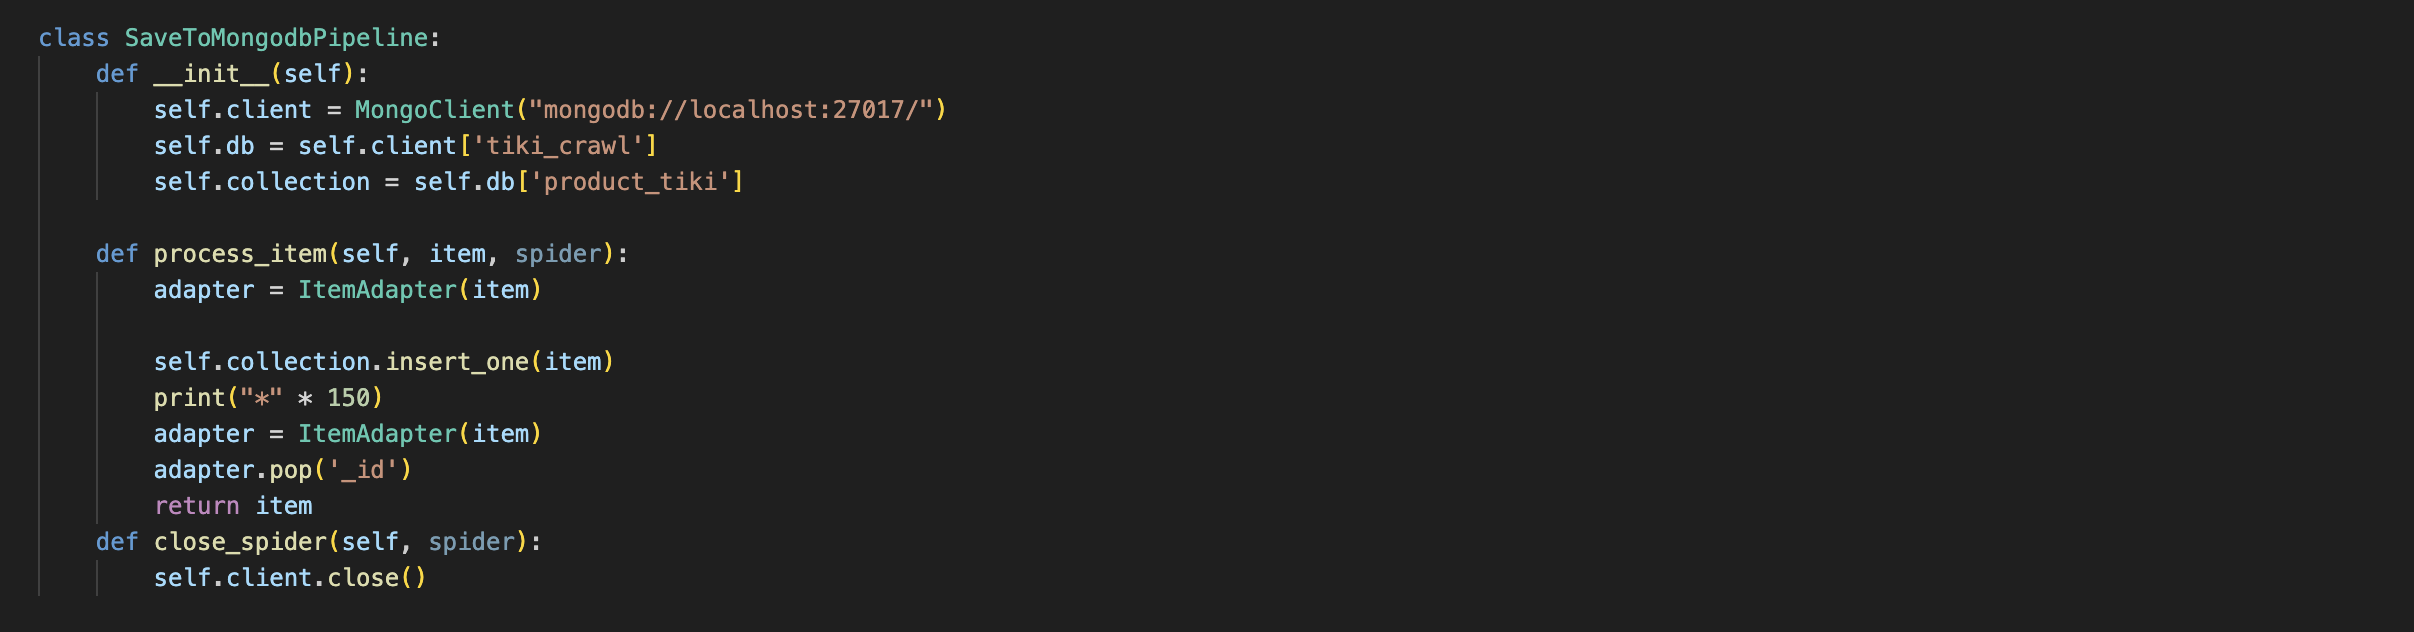 class SaveToMongodbPipeline:
    def __init__(self):
        self.client = MongoClient("mongodb://localhost:27017/")
        self.db = self.client['tiki_crawl']
        self.collection = self.db['product_tiki']

    def process_item(self, item, spider):
        adapter = ItemAdapter(item)

        self.collection.insert_one(item)
        print("*" * 150)
        adapter = ItemAdapter(item)
        adapter.pop('_id')
        return item
    def close_spider(self, spider):
        self.client.close()